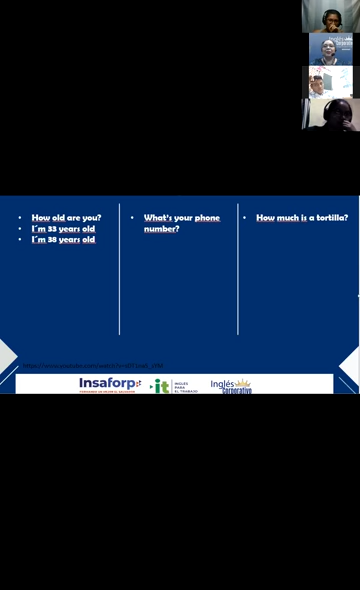 How old are you?
I´m 33 years old
I´m 38 years old
What's your phone
number?
How much is a tortilla?
Insaforp
it
INGLÉS
PARA
EL TRABAJO
Inglés
Corporativo